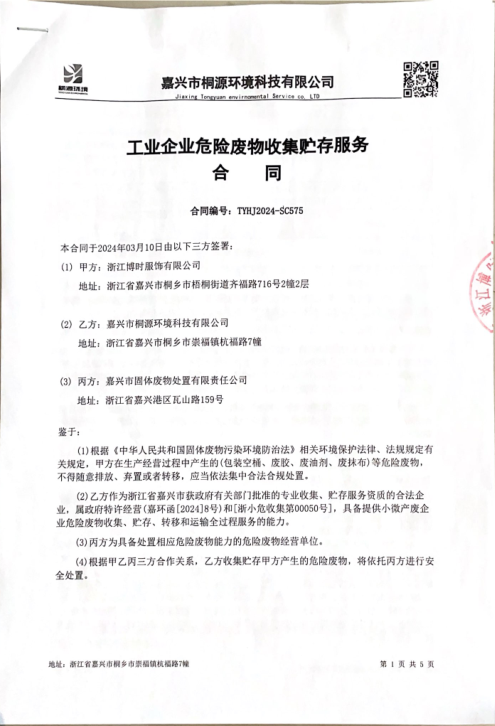 桐源环境
嘉兴市桐源环境科技有限公司
Jiaxing Tongyuan envirnomental Service co. LTD
工业企业危险废物收集贮存服务
合 同
合同编号：TYHJ2024-SC575
本合同于2024年03月10日由以下三方签署：
(1) 甲方：浙江博时服饰有限公司
地址：浙江省嘉兴市桐乡市梧桐街道齐福路716号2幢2层
(2) 乙方：嘉兴市桐源环境科技有限公司
地址：浙江省嘉兴市桐乡市崇福镇杭福路7幢
(3) 丙方：嘉兴市固体废物处置有限责任公司
地址：浙江省嘉兴港区瓦山路159号
鉴于：
(1)根据《中华人民共和国固体废物污染环境防治法》相关环境保护法律、法规规定有
关规定，甲方在生产经营过程中产生的(包装空桶、废胶、废油剂、废抹布)等危险废物，
不得随意排放、弃置或者转移，应当依法集中合法合规处置。
(2)乙方作为浙江省嘉兴市获政府有关部门批准的专业收集、贮存服务资质的合法企
业，属政府特许经营(嘉环函[2024]8号)和[浙小危收集第00050号]，具备提供小微产废企
业危险废物收集、贮存、转移和运输全过程服务的能力。
(3)丙方为具备处置相应危险废物能力的危险废物经营单位。
(4)根据甲乙丙三方合作关系，乙方收集贮存甲方产生的危险废物，将依托丙方进行安
全处置。
浙江
地址：浙江省嘉兴市桐乡市崇福镇杭福路7幢
第 1 页 共 5 页